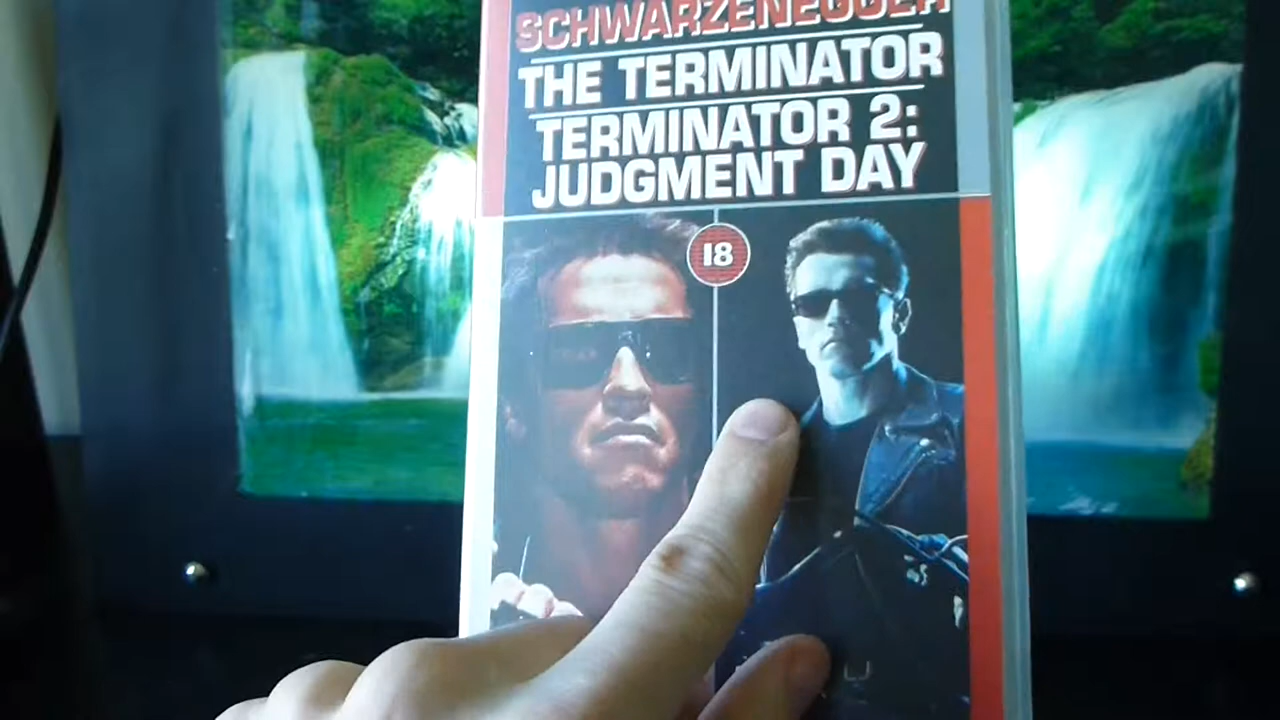 SCHWARZENEGGER
THE TERMINATOR
TERMINATOR 2:
JUDGMENT DAY
18